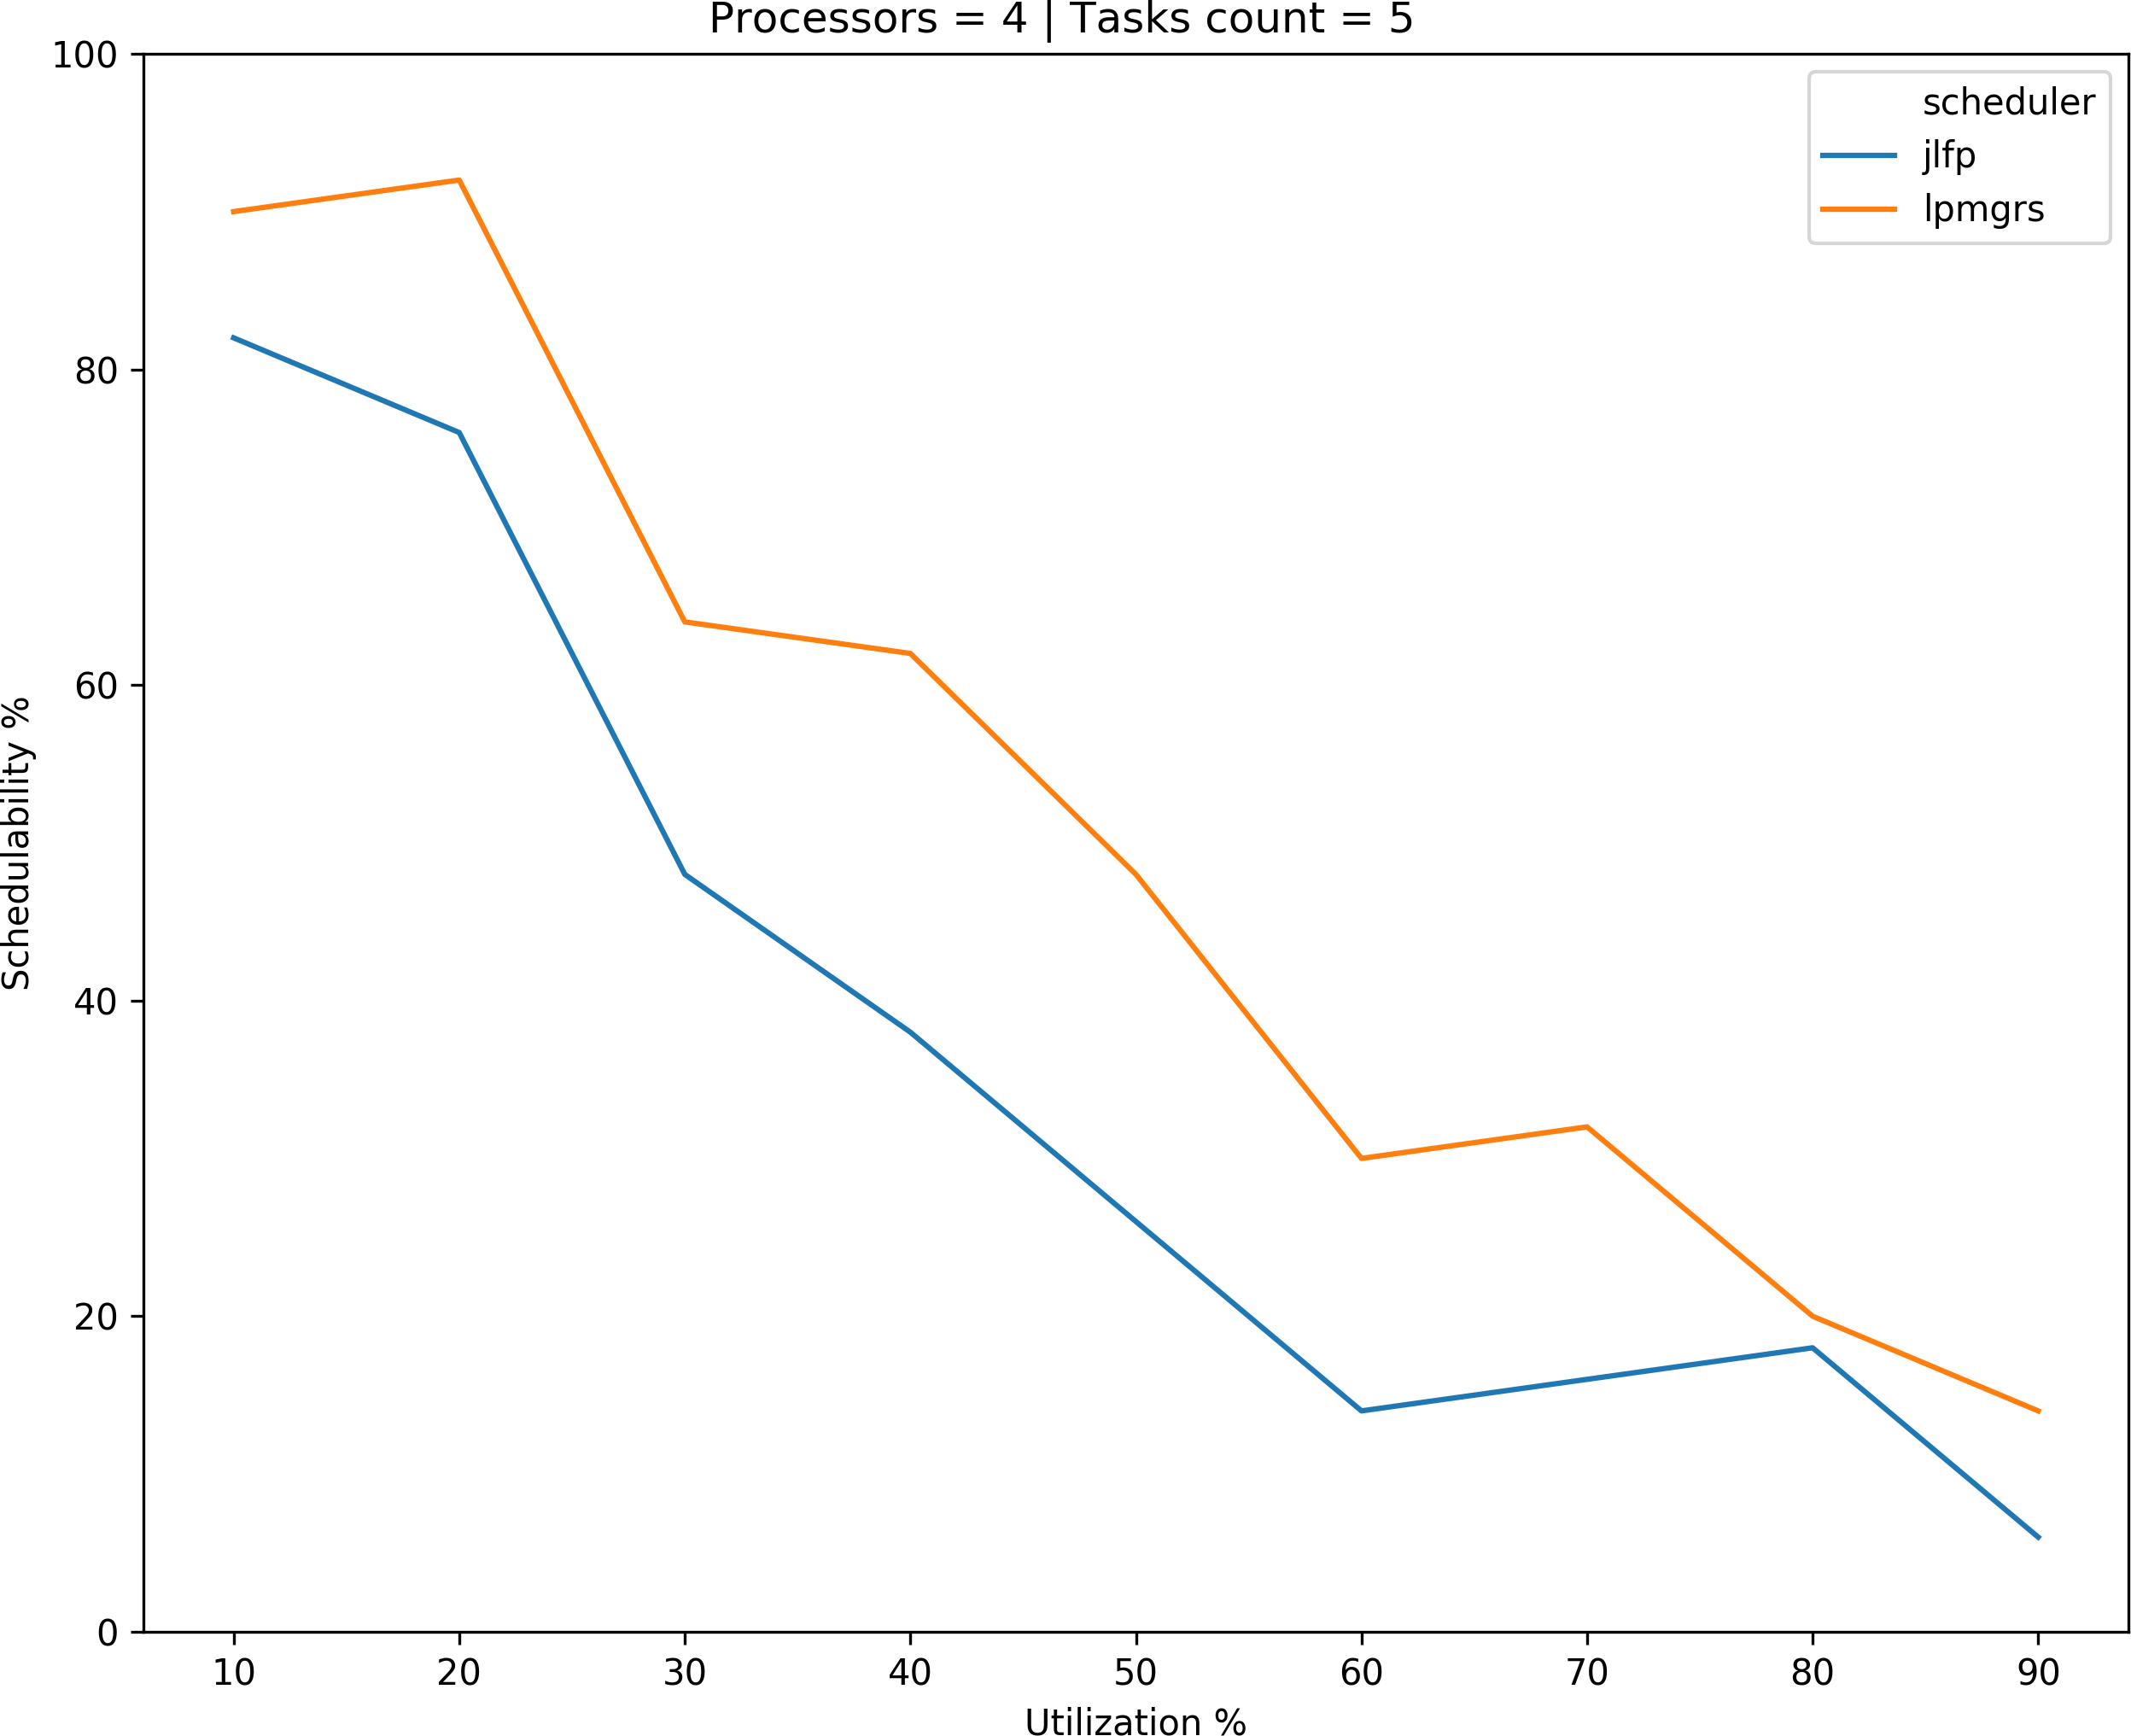 Processors = 4 | Tasks count = 5
100
80
60
40
20
0
Schedulability %
scheduler
jlfp
lpmgrs
10 20 30 40 50 60 70 80 90
Utilization %